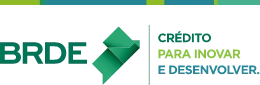 BRDE
CRÉDITO
PARA INOVAR
E DESENVOLVER.